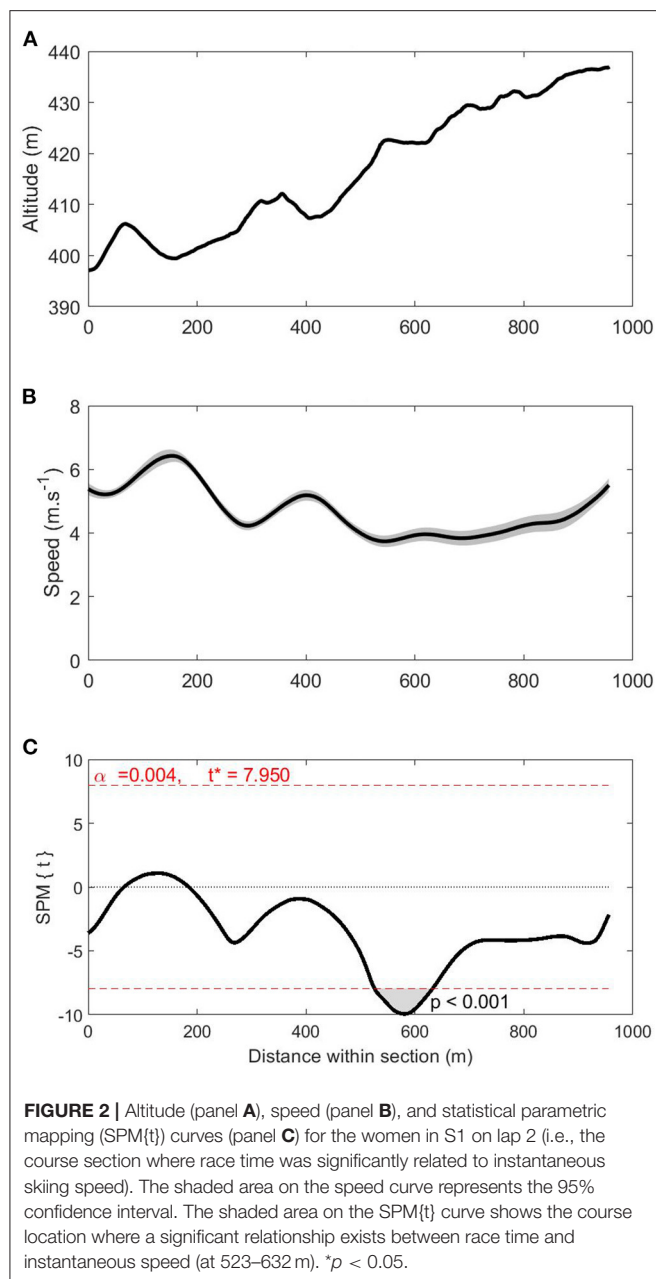 A
440
430
420
410
400
390
Altitude (m)
0 200 400 600 800 1000
B
8
6
4
2
0
Speed (m.s⁻¹)
0 200 400 600 800 1000
C
10
5
0
-5
-10
SPM { t }
α =0.004, t* = 7.950
p < 0.001
0 200 400 600 800 1000
Distance within section (m)
FIGURE 2 | Altitude (panel A), speed (panel B), and statistical parametric
mapping (SPM{t}) curves (panel C) for the women in S1 on lap 2 (i.e., the
course section where race time was significantly related to instantaneous
skiing speed). The shaded area on the speed curve represents the 95%
confidence interval. The shaded area on the SPM{t} curve shows the course
location where a significant relationship exists between race time and
instantaneous speed (at 523–632 m). *p < 0.05.